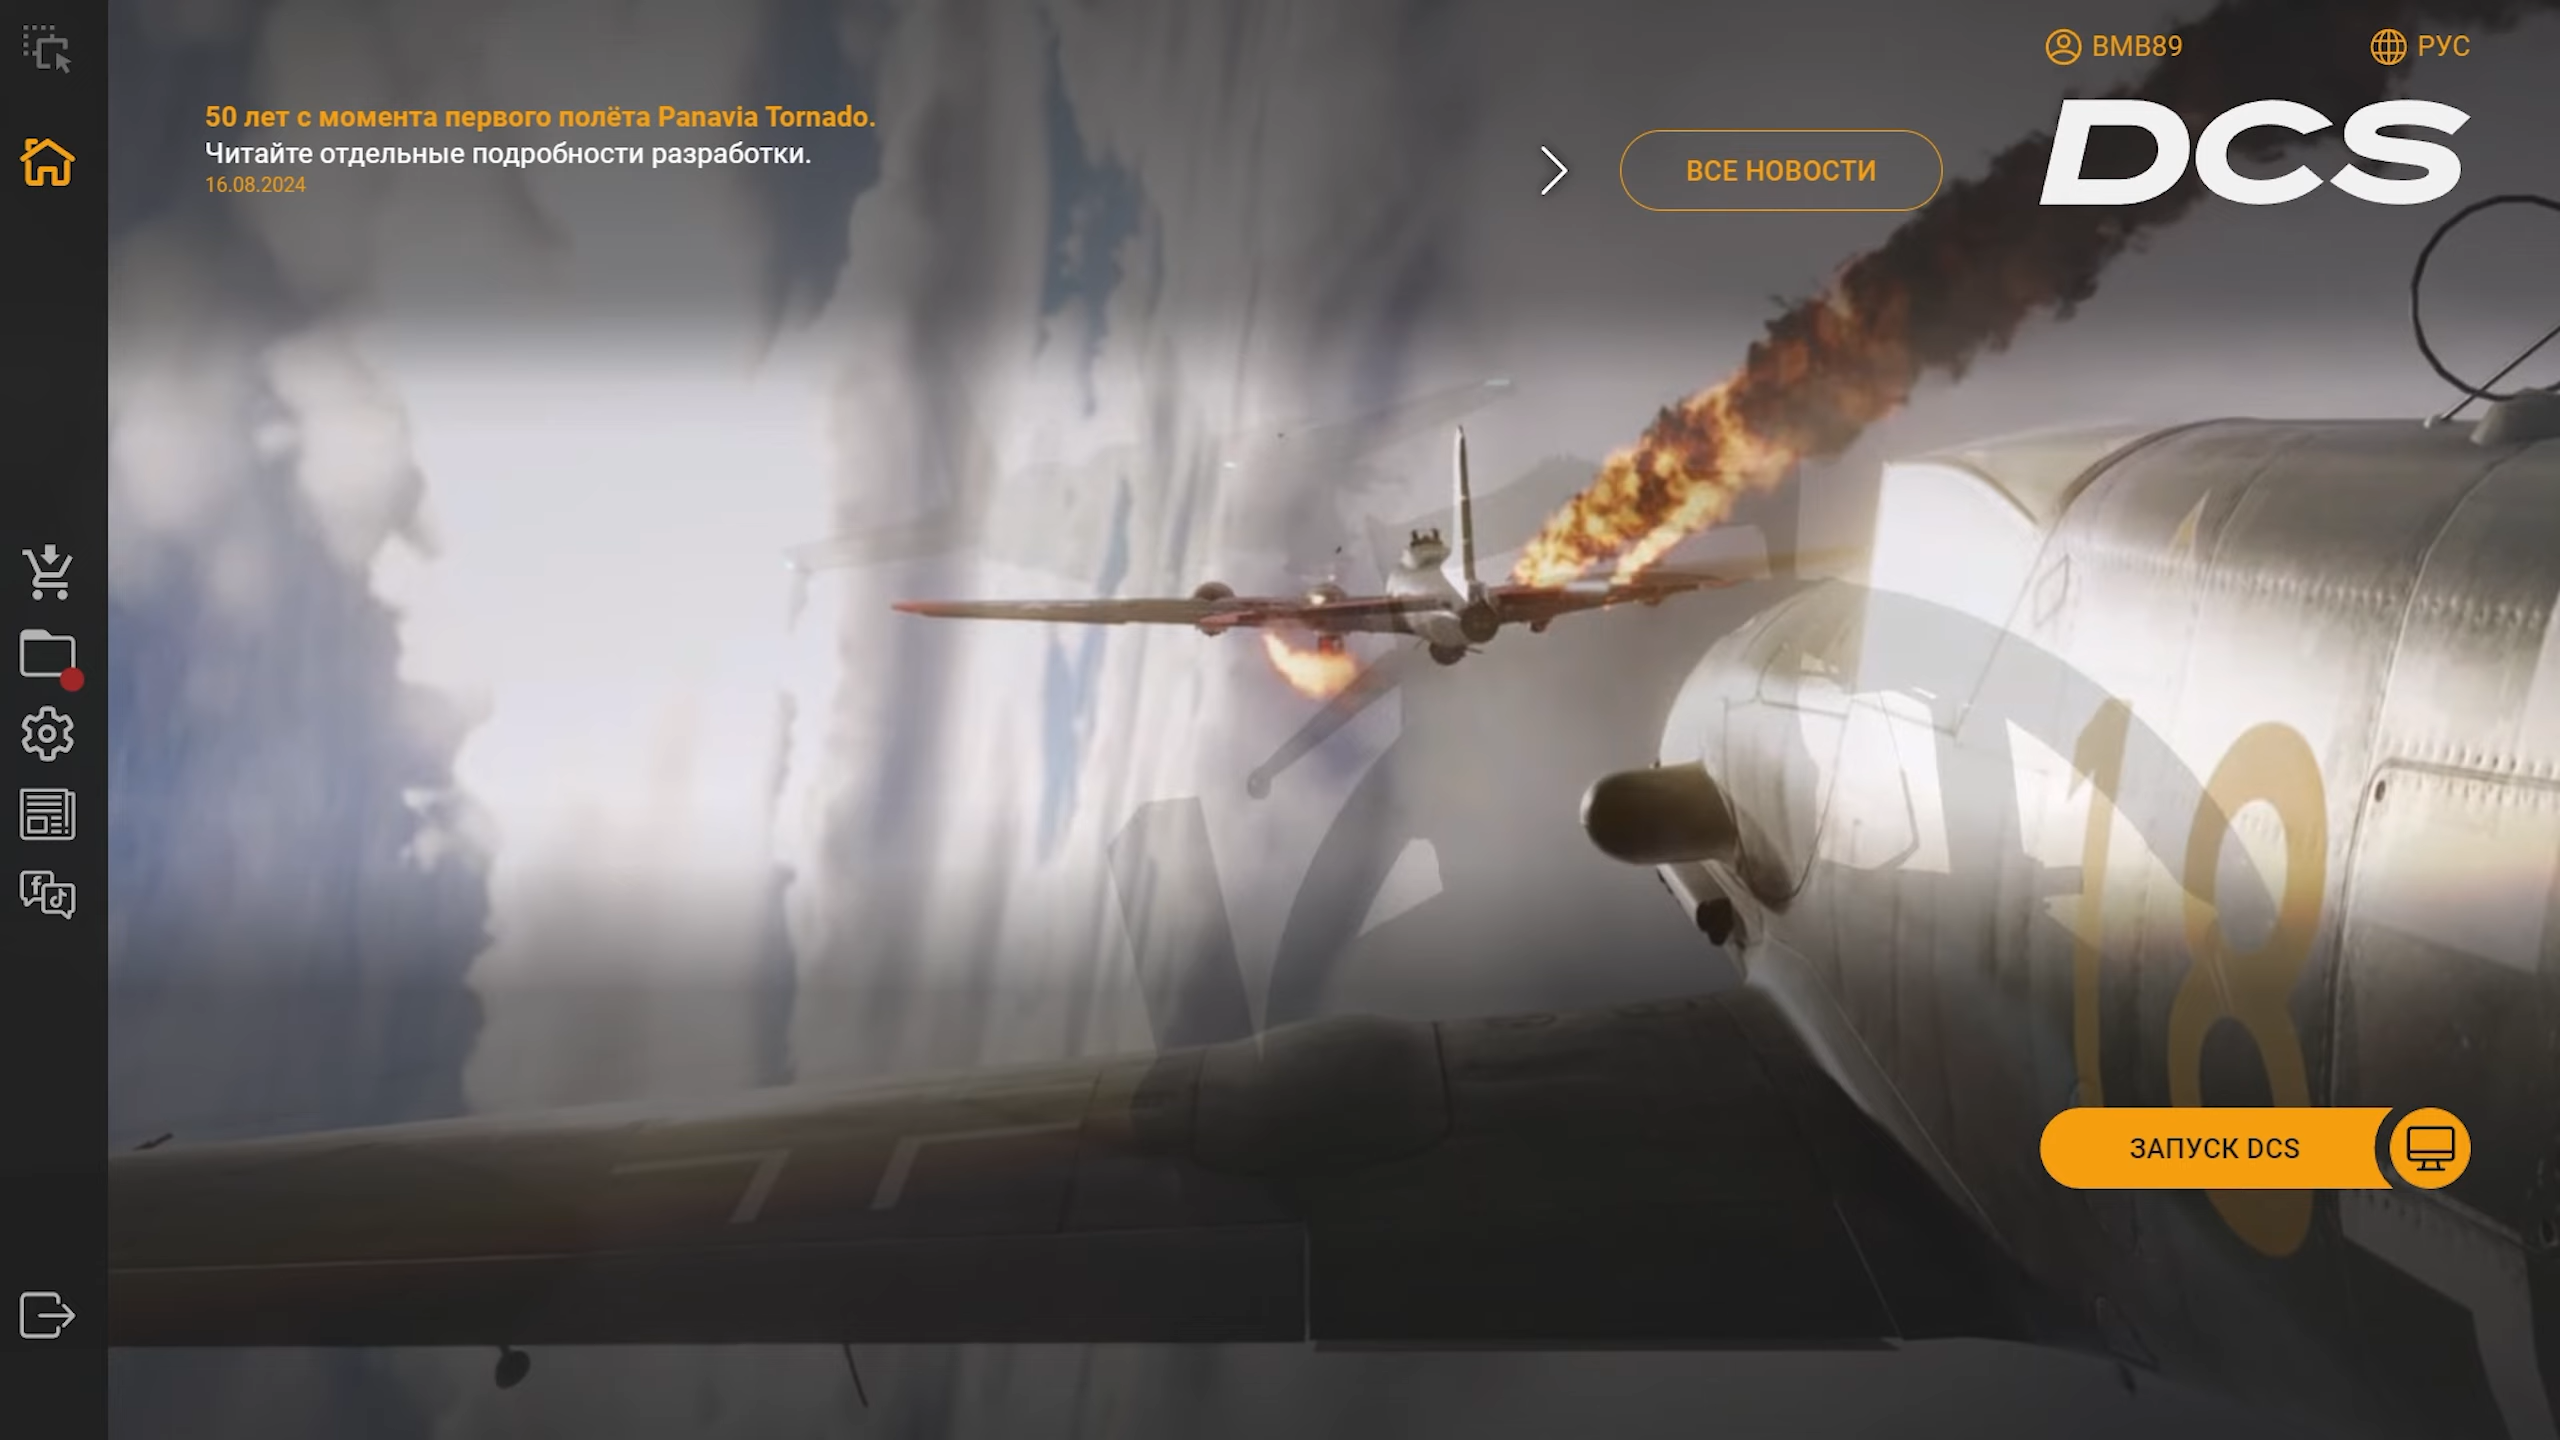 BMB89
РУС
50 лет с момента первого полёта Panavia Tornado.
Читайте отдельные подробности разработки.
16.08.2024
ВСЕ НОВОСТИ
DCS
18
ЗАПУСК DCS